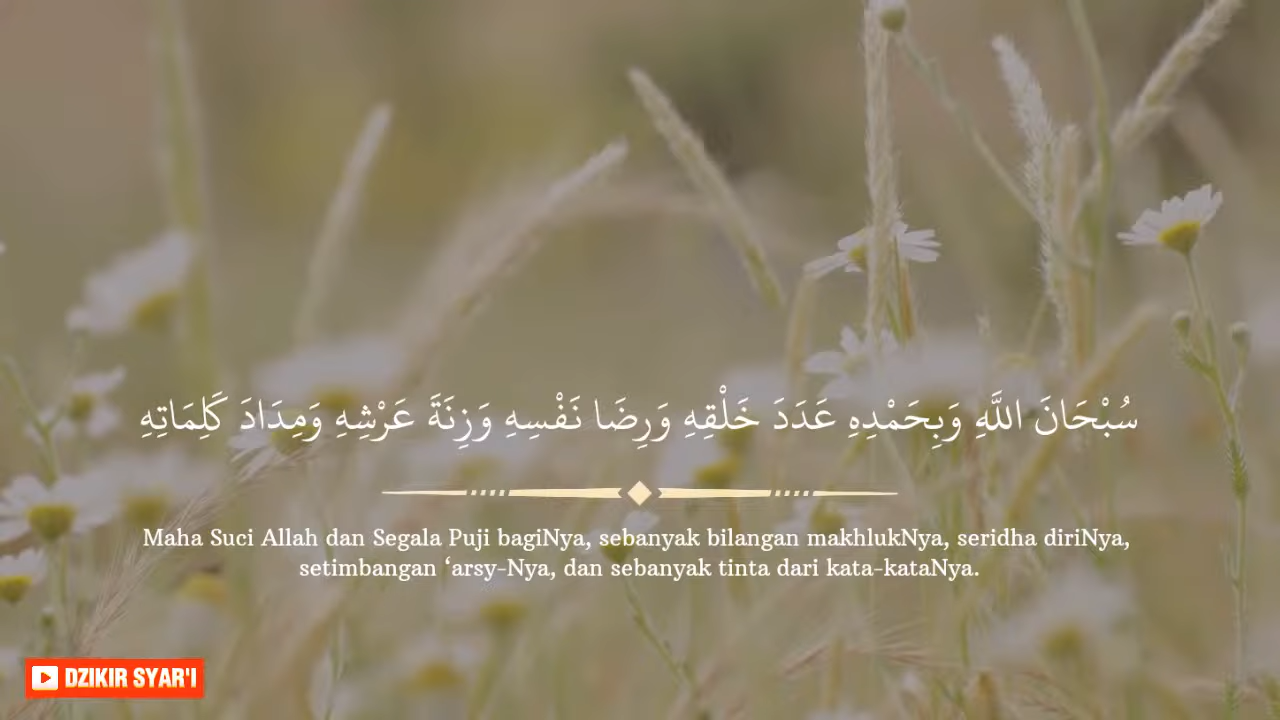 سُبْحَانَ اللَّهِ وَبِحَمْدِهِ عَدَدَ خَلْقِهِ وَرِضَا نَفْسِهِ وَزِنَةَ عَرْشِهِ وَمِدَادَ كَلِمَاتِهِ
Maha Suci Allah dan Segala Puji bagiNya, sebanyak bilangan makhlukNya, seridha diriNya,
setimbangan ‘arsy-Nya, dan sebanyak tinta dari kata-kataNya.
DZIKIR SYAR'I